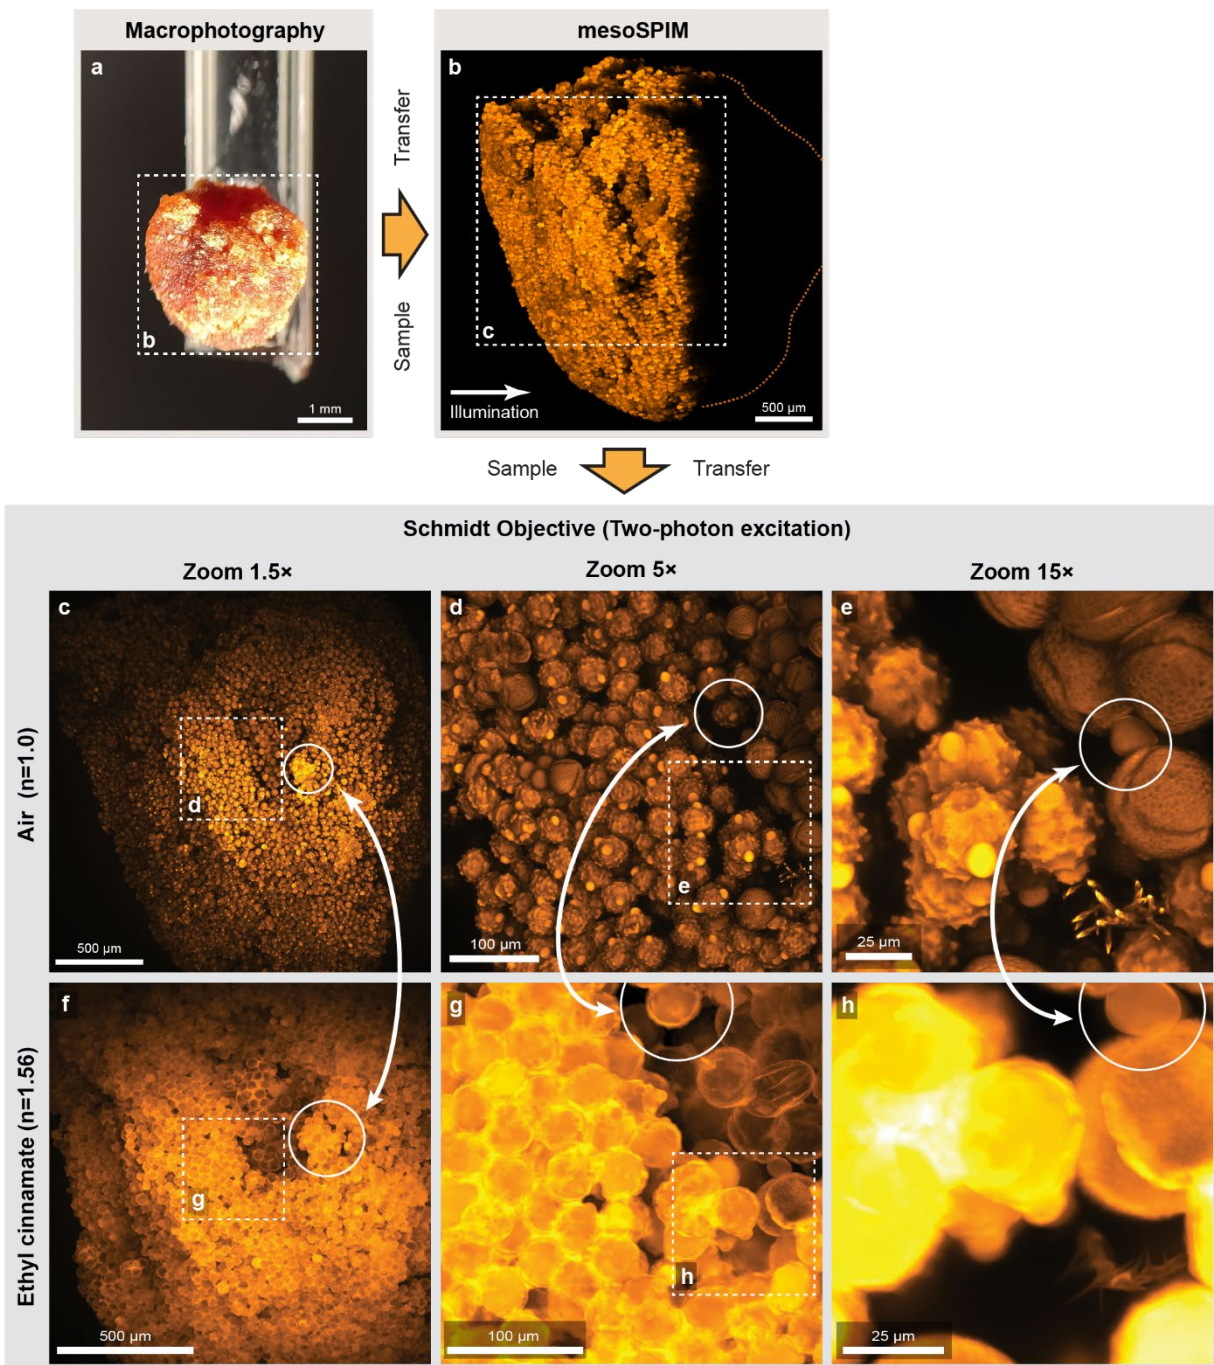 Macrophotography
mesoSPIM
a
b
1 mm
Sample Transfer
b
c
Illumination
500 µm
Sample Transfer
Schmidt Objective (Two-photon excitation)
Zoom 1.5×
Zoom 5×
Zoom 15×
Air (n=1.0)
c
d
500 µm
d
e
100 µm
e
25 µm
Ethyl cinnamate (n=1.56)
f
g
500 µm
g
h
100 µm
h
25 µm